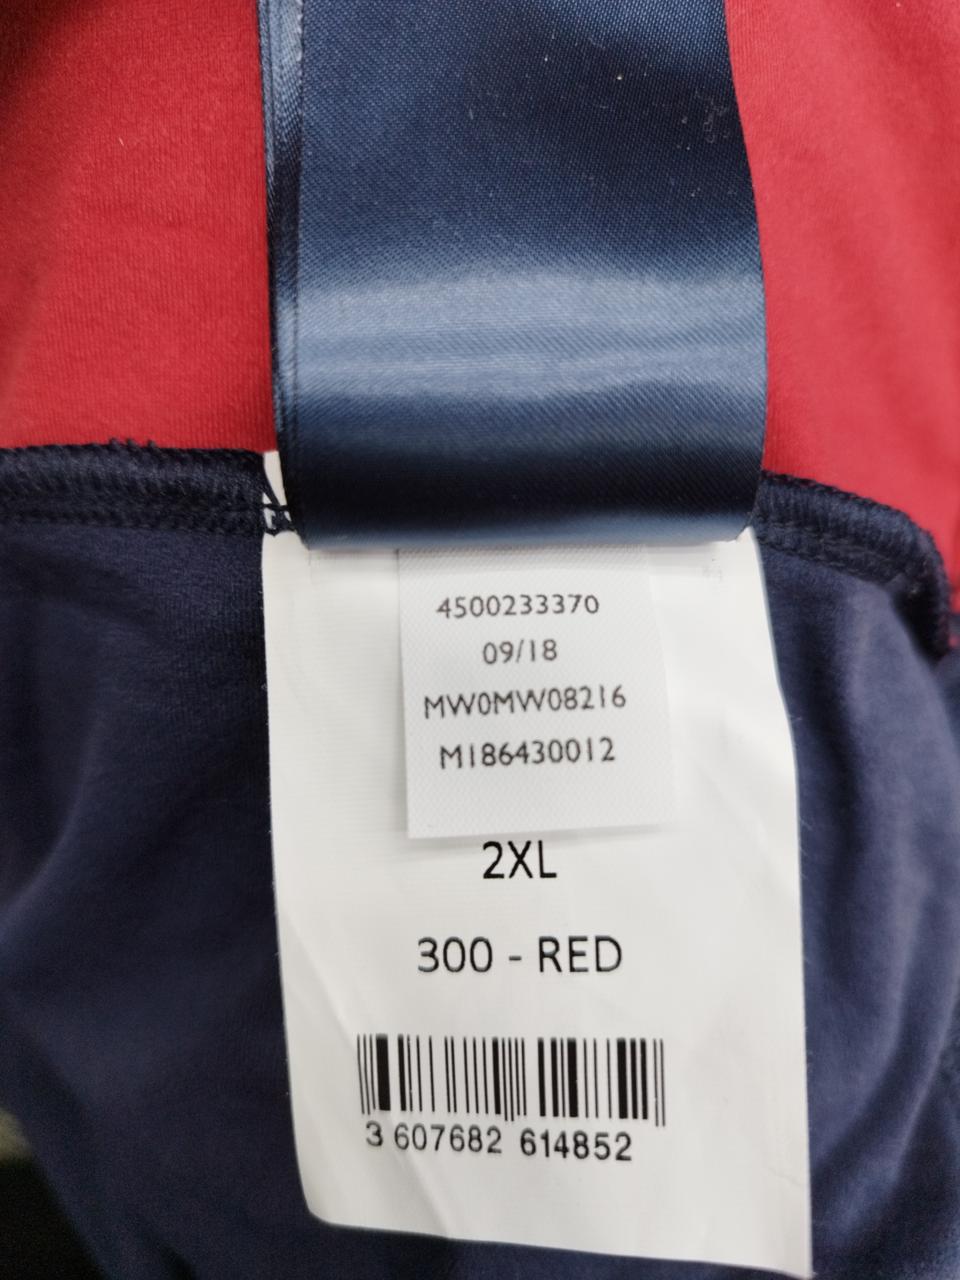 4500233370
09/18
MW0MW08216
M186430012
2XL
300 - RED
3 607682 614852